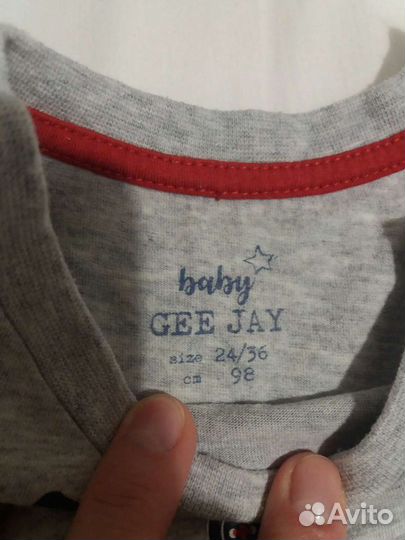 baby
GEE JAY
size 24/36
cm 98
Avito